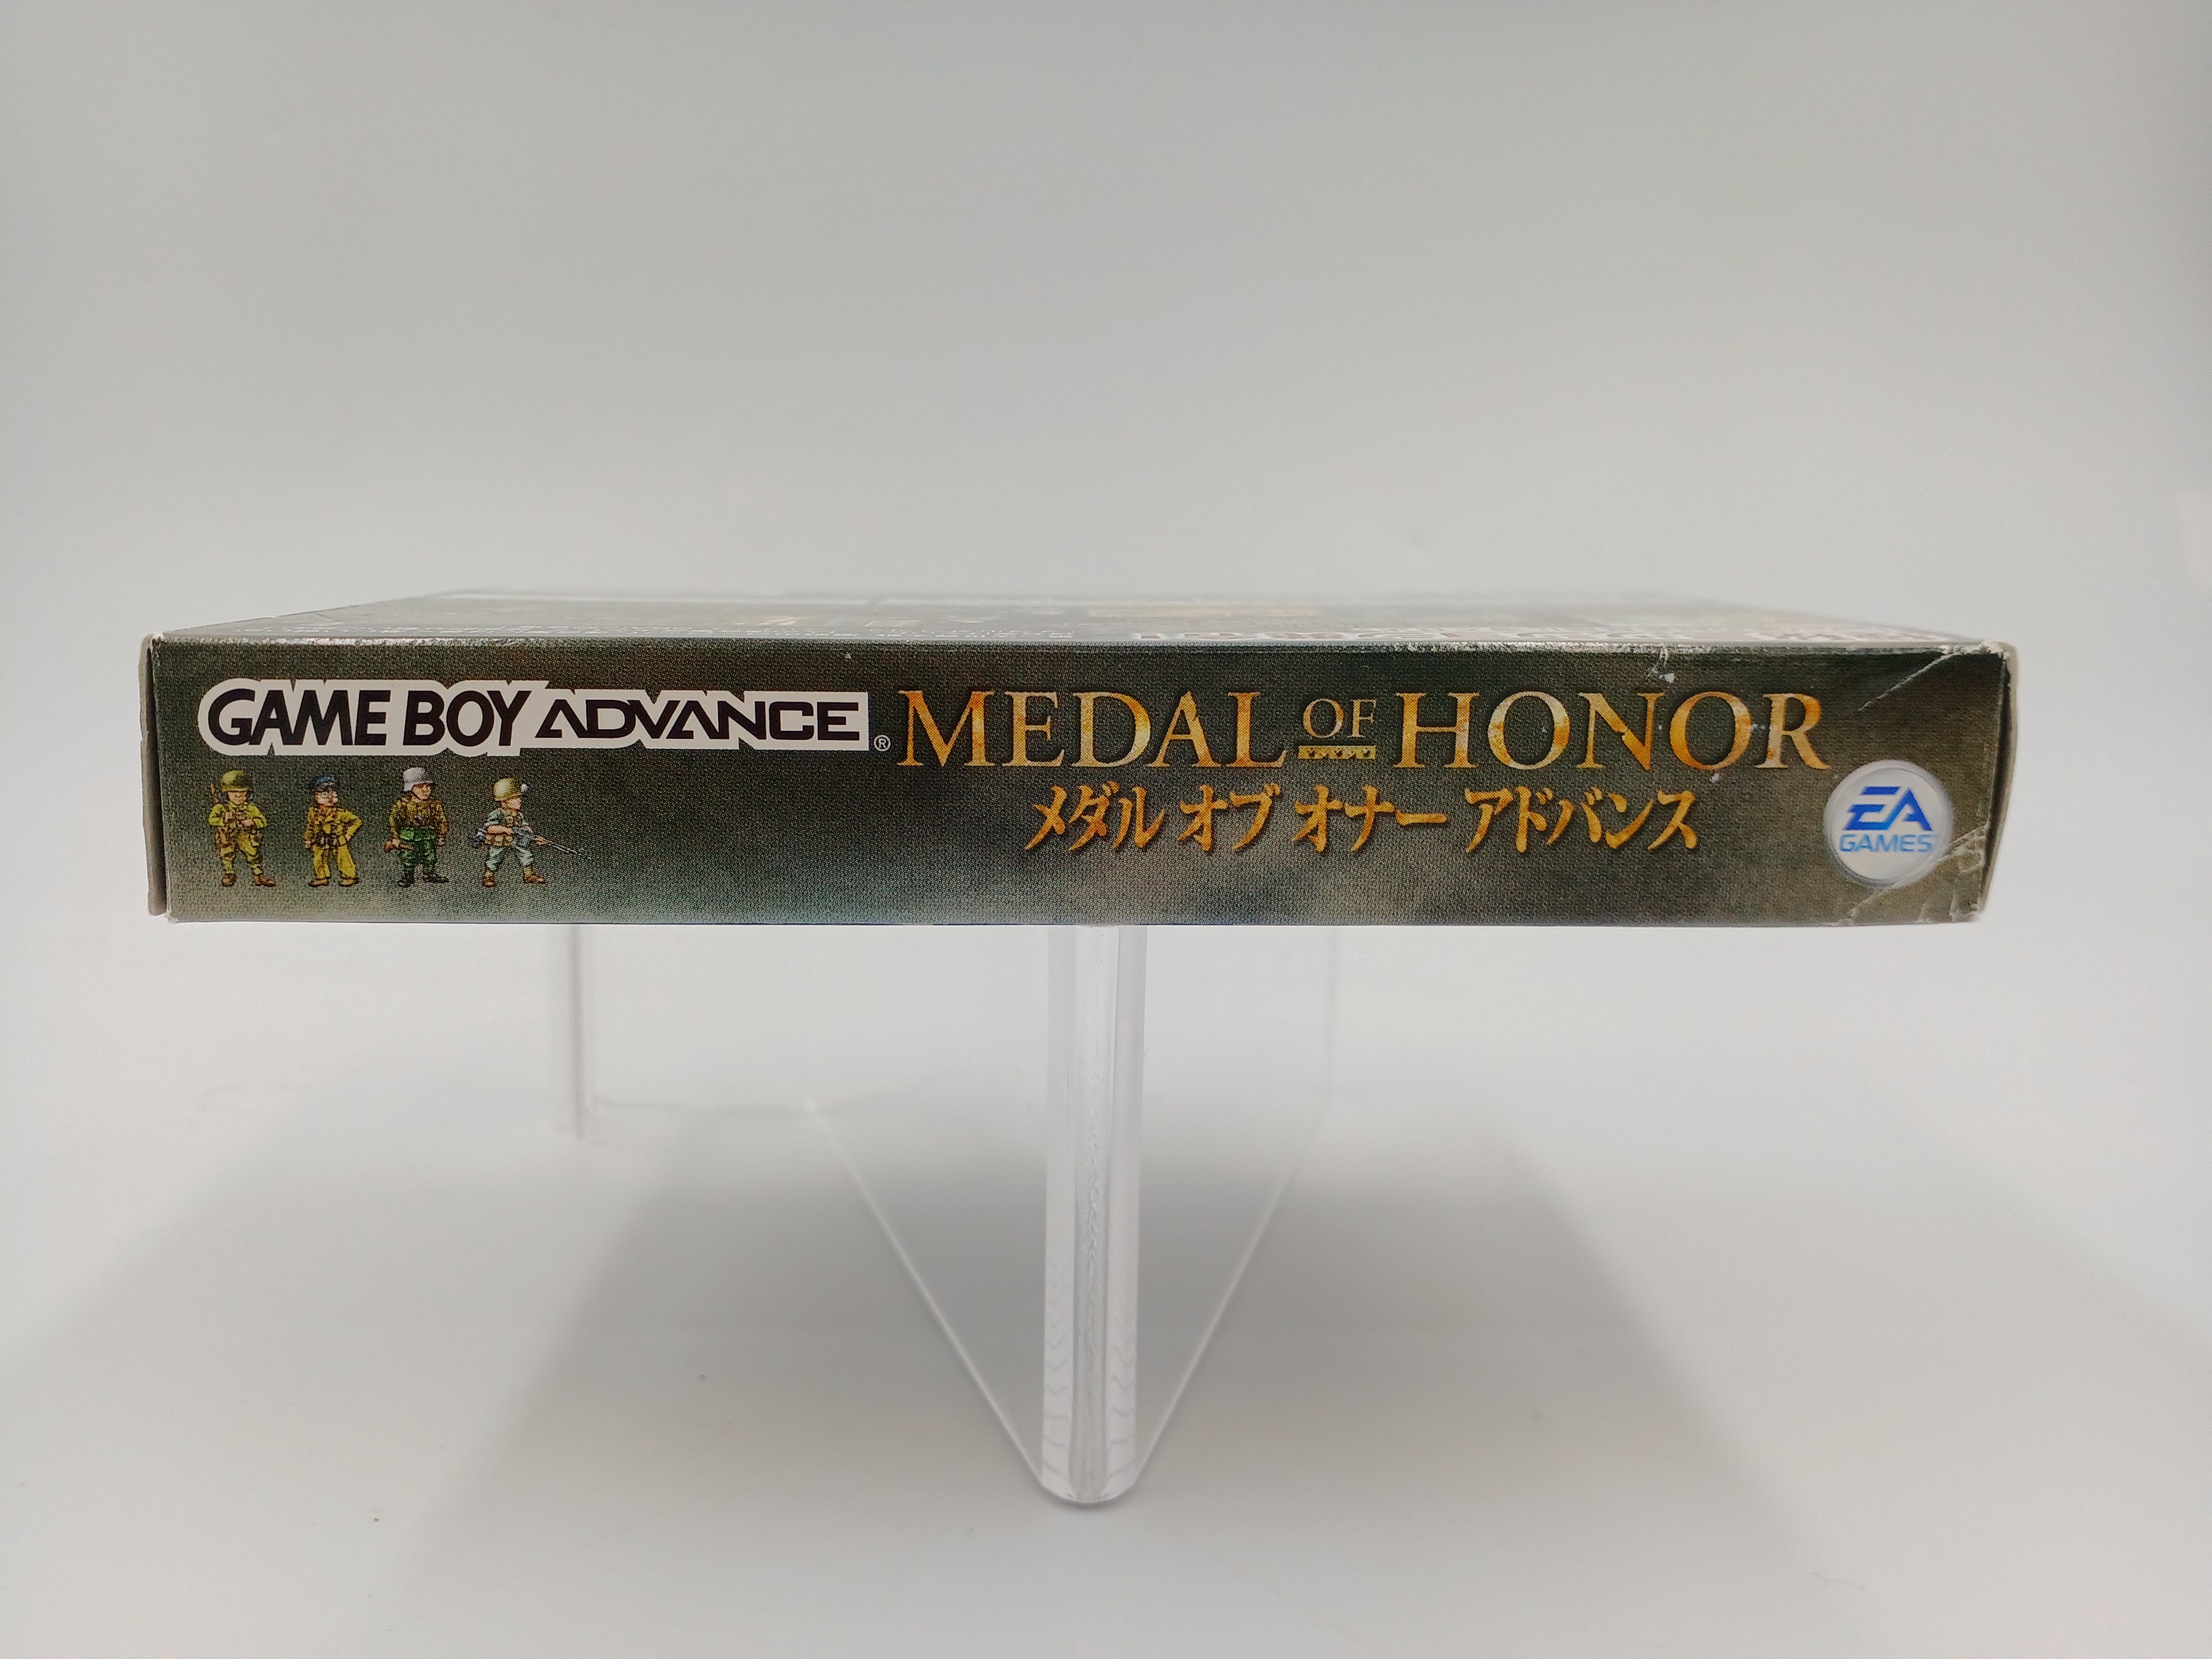 GAME BOY ADVANCE®
MEDAL OF HONOR
メダル オブ オナー アドバンス
EA
GAMES